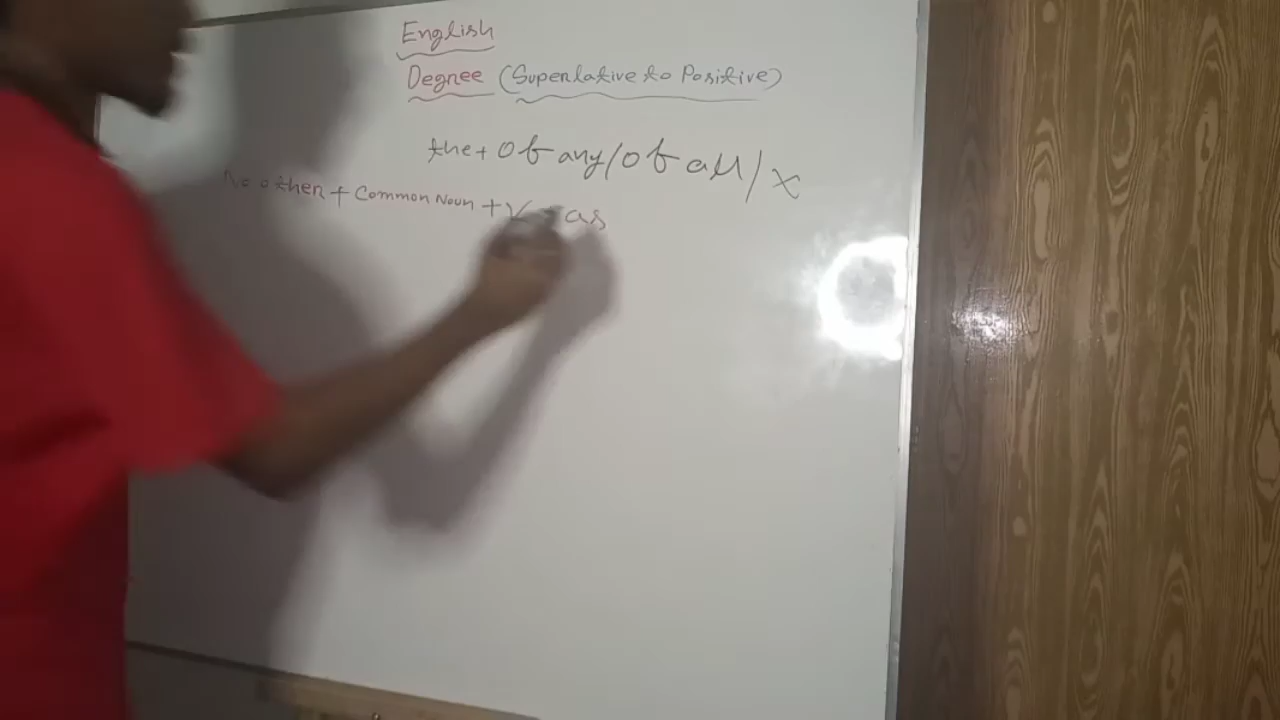 English
Degree (Superlative to Positive)
the + of any/of all/x
No other + Common Noun + V + as